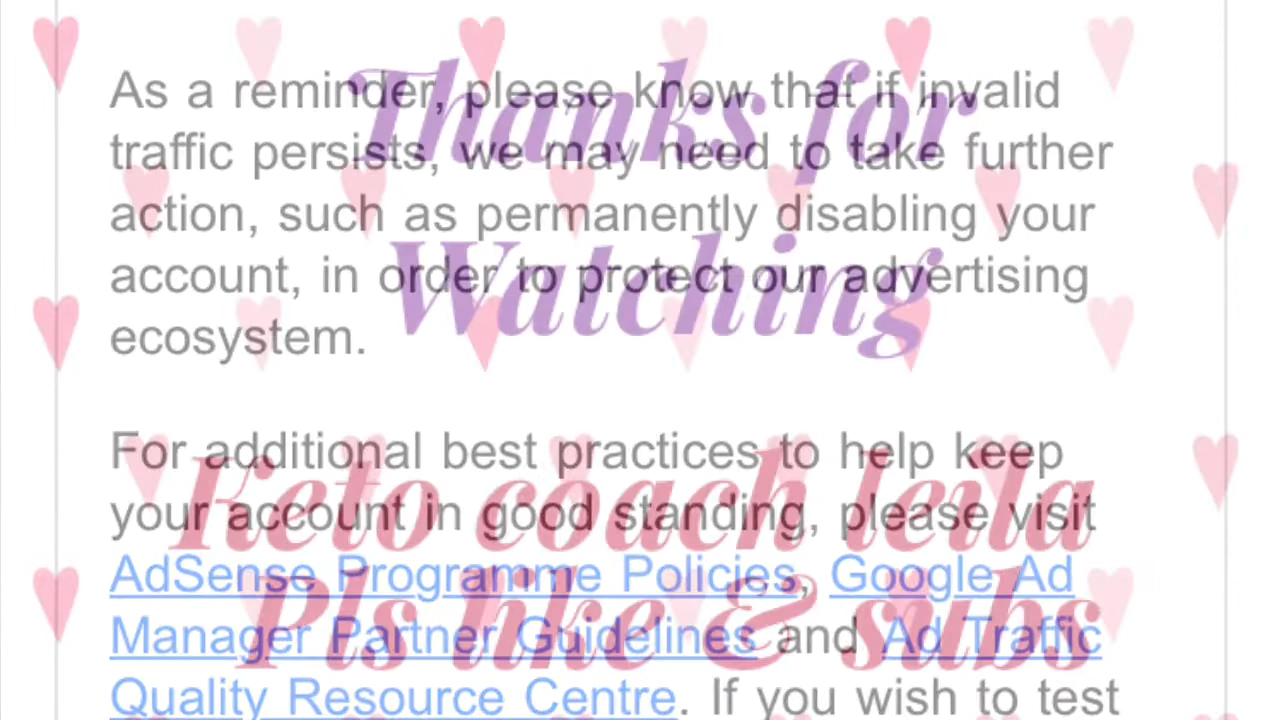 As a reminder, please know that if invalid
traffic persists, we may need to take further
action, such as permanently disabling your
account, in order to protect our advertising
ecosystem.
For additional best practices to help keep
your account in good standing, please visit
AdSense Programme Policies, Google Ad
Manager Partner Guidelines and Ad Traffic
Quality Resource Centre. If you wish to test
Thanks for
Watching
Keto coach leila
Pls like & subs